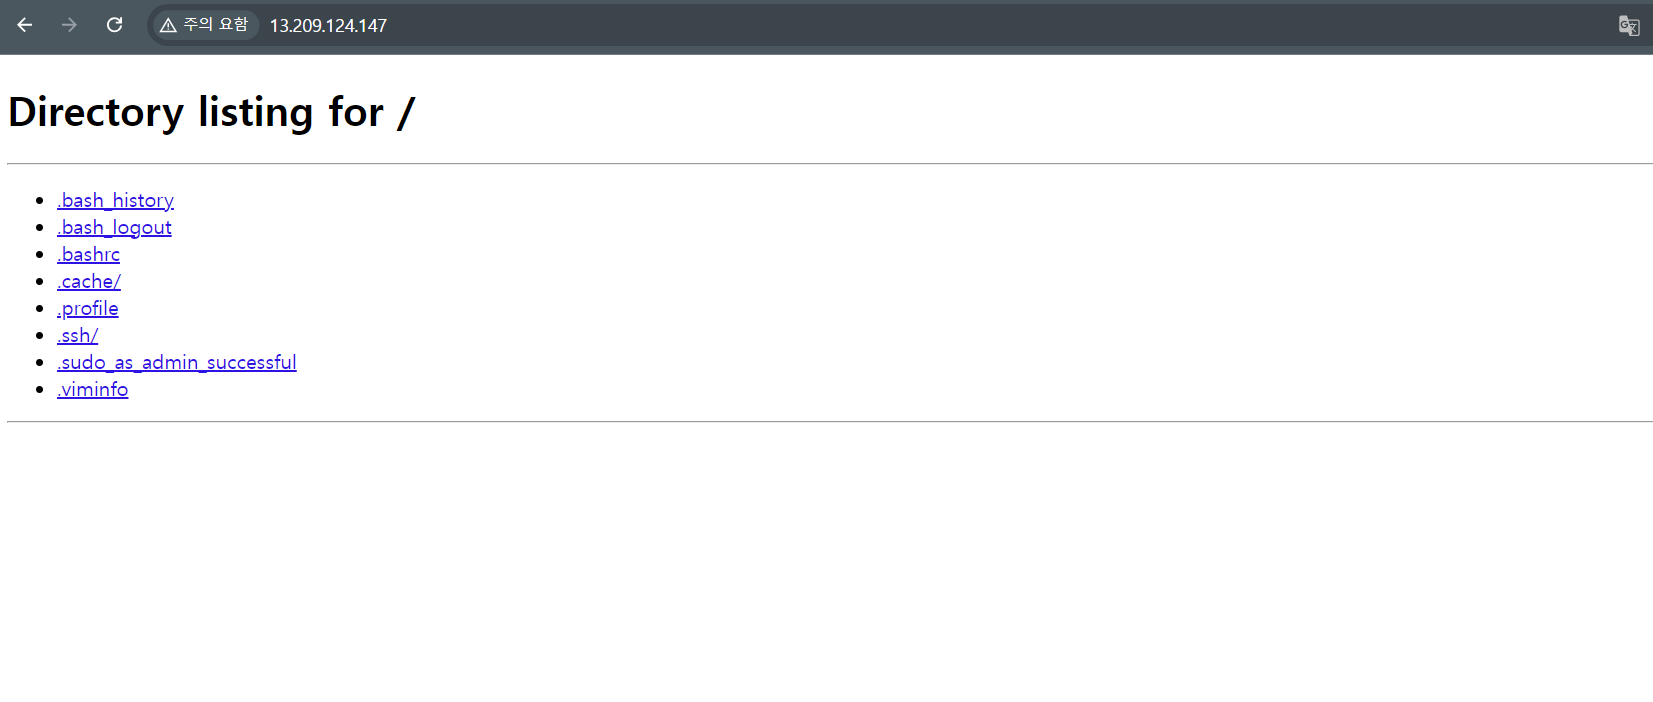 주의 요함 13.209.124.147
Directory listing for /
.bash_history
.bash_logout
.bashrc
.cache/
.profile
.ssh/
.sudo_as_admin_successful
.viminfo